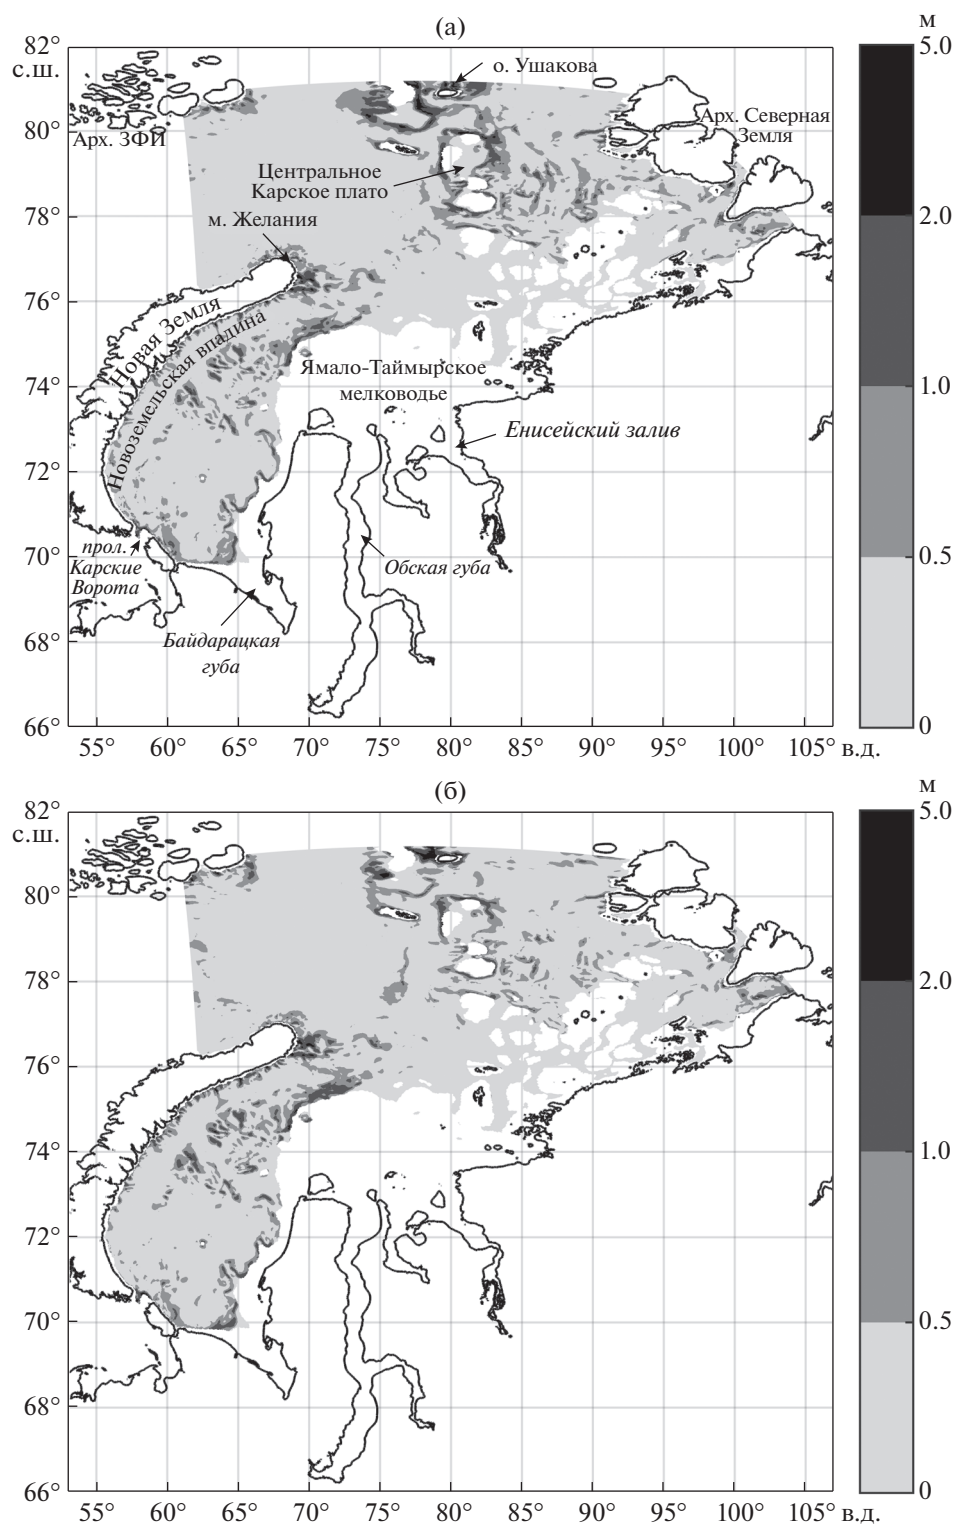 (а)
м
82°
с.ш.
5.0
о. Ушакова
80°
Арх. ЗФИ
Арх. Северная
Земля
Центральное
Карское плато
78°
м. Желания
2.0
76°
Новая Земля
Новоземельская впадина
74°
Ямало-Таймырское
мелководье
1.0
Енисейский залив
72°
70°
прол.
Карские
Ворота
Обская губа
0.5
68°
Байдарацкая
губа
66°
0
55° 60° 65° 70° 75° 80° 85° 90° 95° 100° 105° в.д.
(б)
м
82°
с.ш.
5.0
80°
78°
2.0
76°
74°
1.0
72°
70°
0.5
68°
66°
0
55° 60° 65° 70° 75° 80° 85° 90° 95° 100° 105° в.д.